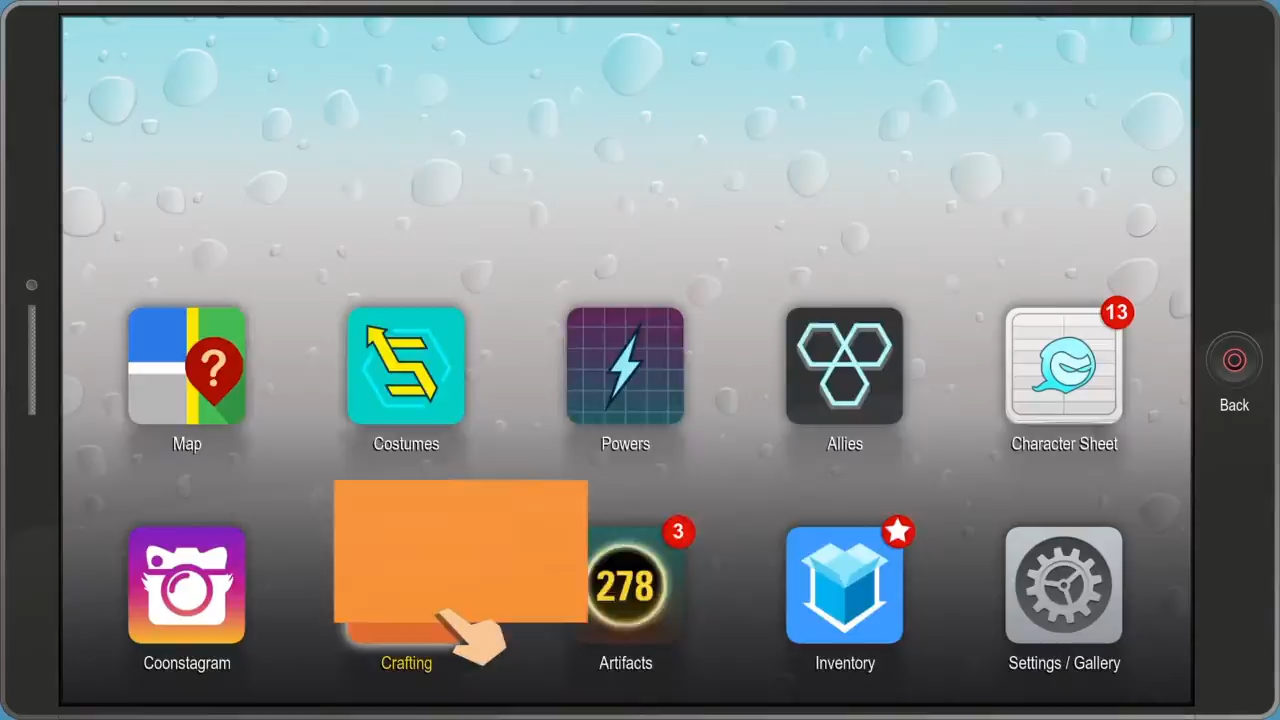 13
?
Map
Costumes
Powers
Allies
Character Sheet
Back
3
278
Coonstagram
Crafting
Artifacts
Inventory
Settings / Gallery